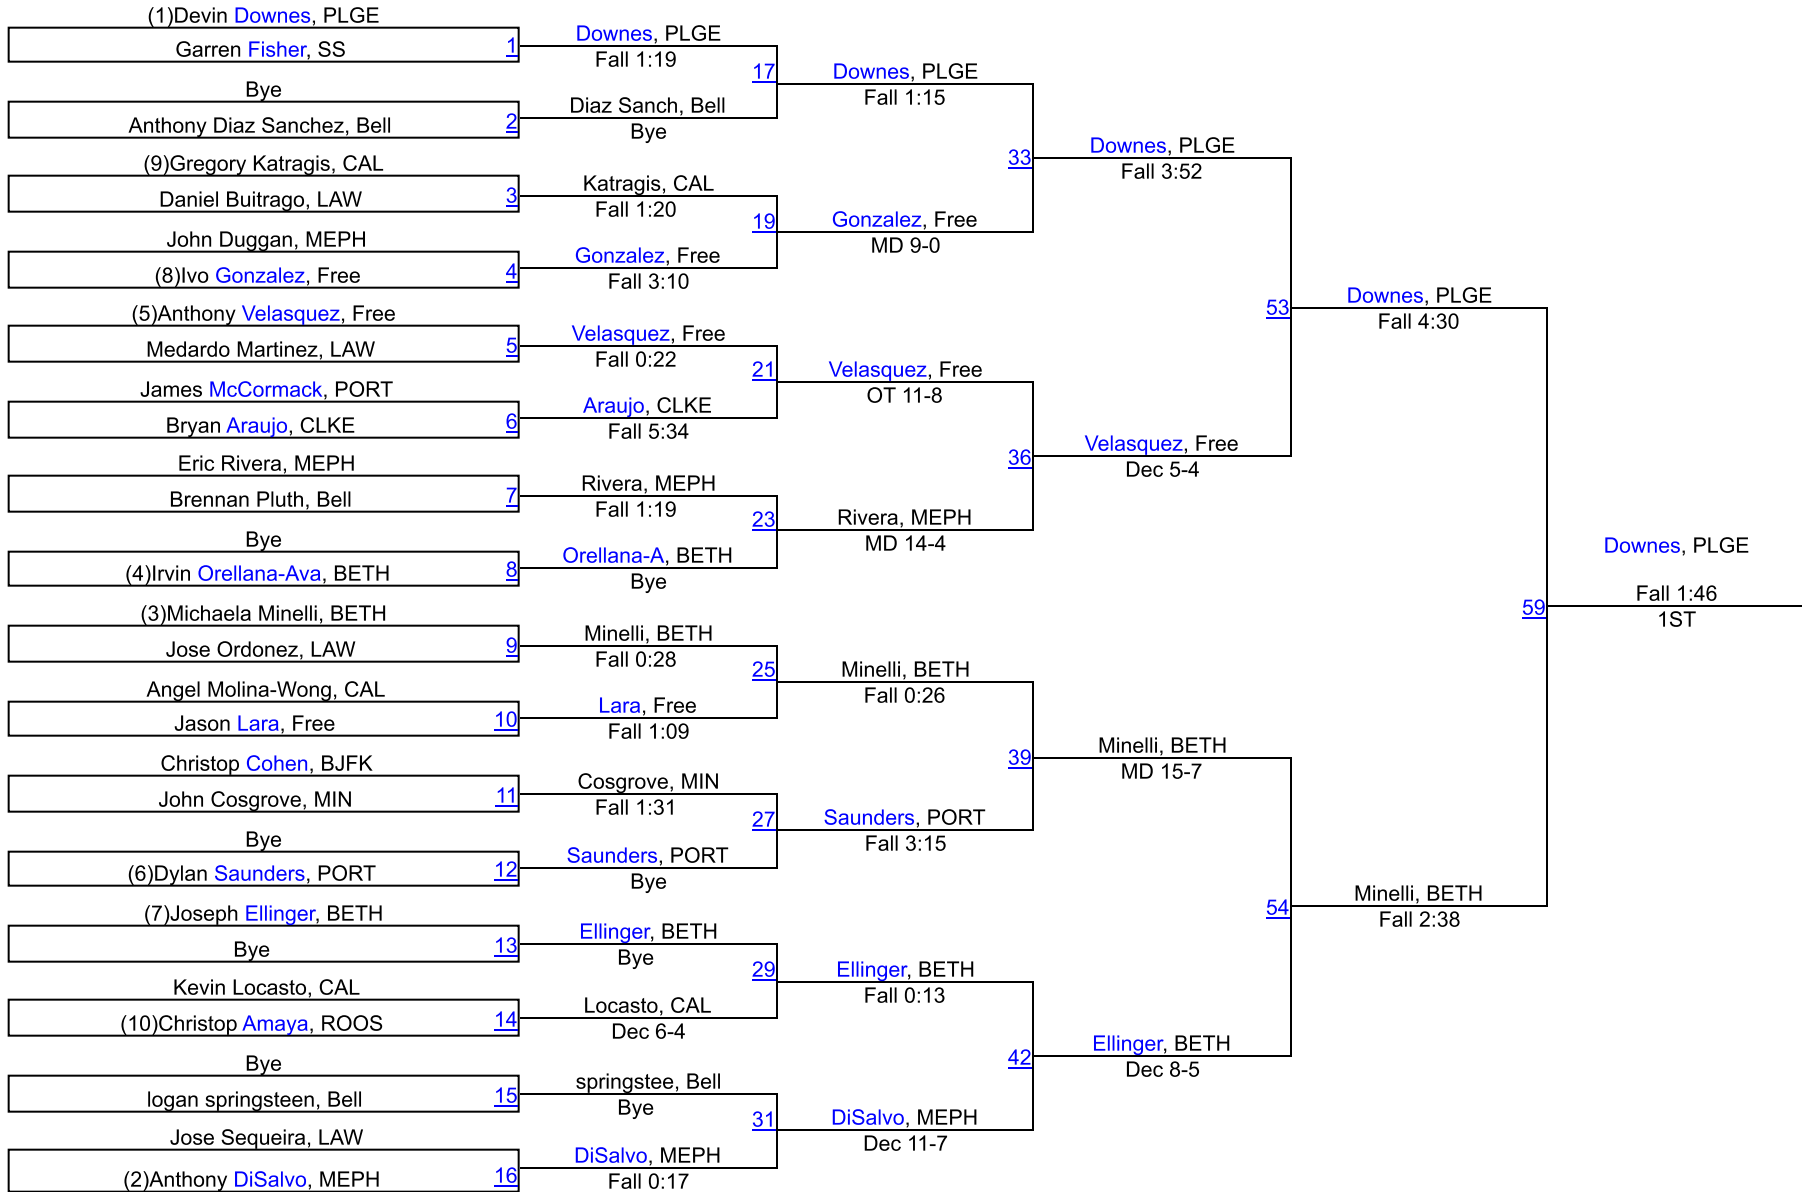 (1)Devin Downes, PLGE
Garren Fisher, SS
1
Bye
Anthony Diaz Sanchez, Bell
2
(9)Gregory Katragis, CAL
Daniel Buitrago, LAW
3
John Duggan, MEPH
(8)Ivo Gonzalez, Free
4
(5)Anthony Velasquez, Free
Medardo Martinez, LAW
5
James McCormack, PORT
Bryan Araujo, CLKE
6
Eric Rivera, MEPH
Brennan Pluth, Bell
7
Bye
(4)Irvin Orellana-Ava, BETH
8
(3)Michaela Minelli, BETH
Jose Ordonez, LAW
9
Angel Molina-Wong, CAL
Jason Lara, Free
10
Christop Cohen, BJFK
John Cosgrove, MIN
11
Bye
(6)Dylan Saunders, PORT
12
(7)Joseph Ellinger, BETH
Bye
13
Kevin Locasto, CAL
(10)Christop Amaya, ROOS
14
Bye
logan springsteen, Bell
15
Jose Sequeira, LAW
(2)Anthony DiSalvo, MEPH
16
Downes, PLGE
Fall 1:19
17
Diaz Sanch, Bell
Bye
Katragis, CAL
Fall 1:20
19
Gonzalez, Free
Fall 3:10
Velasquez, Free
Fall 0:22
21
Araujo, CLKE
Fall 5:34
Rivera, MEPH
Fall 1:19
23
Orellana-A, BETH
Bye
Minelli, BETH
Fall 0:28
25
Lara, Free
Fall 1:09
Cosgrove, MIN
Fall 1:31
27
Saunders, PORT
Bye
Ellinger, BETH
Bye
29
Locasto, CAL
Dec 6-4
springstee, Bell
Bye
31
DiSalvo, MEPH
Fall 0:17
Downes, PLGE
Fall 1:15
33
Gonzalez, Free
MD 9-0
Velasquez, Free
OT 11-8
36
Rivera, MEPH
MD 14-4
Minelli, BETH
Fall 0:26
39
Saunders, PORT
Fall 3:15
Ellinger, BETH
Fall 0:13
42
DiSalvo, MEPH
Dec 11-7
Downes, PLGE
Fall 3:52
53
Velasquez, Free
Dec 5-4
Minelli, BETH
MD 15-7
54
Ellinger, BETH
Dec 8-5
Downes, PLGE
Fall 4:30
59
Minelli, BETH
Fall 2:38
Downes, PLGE
Fall 1:46
1ST